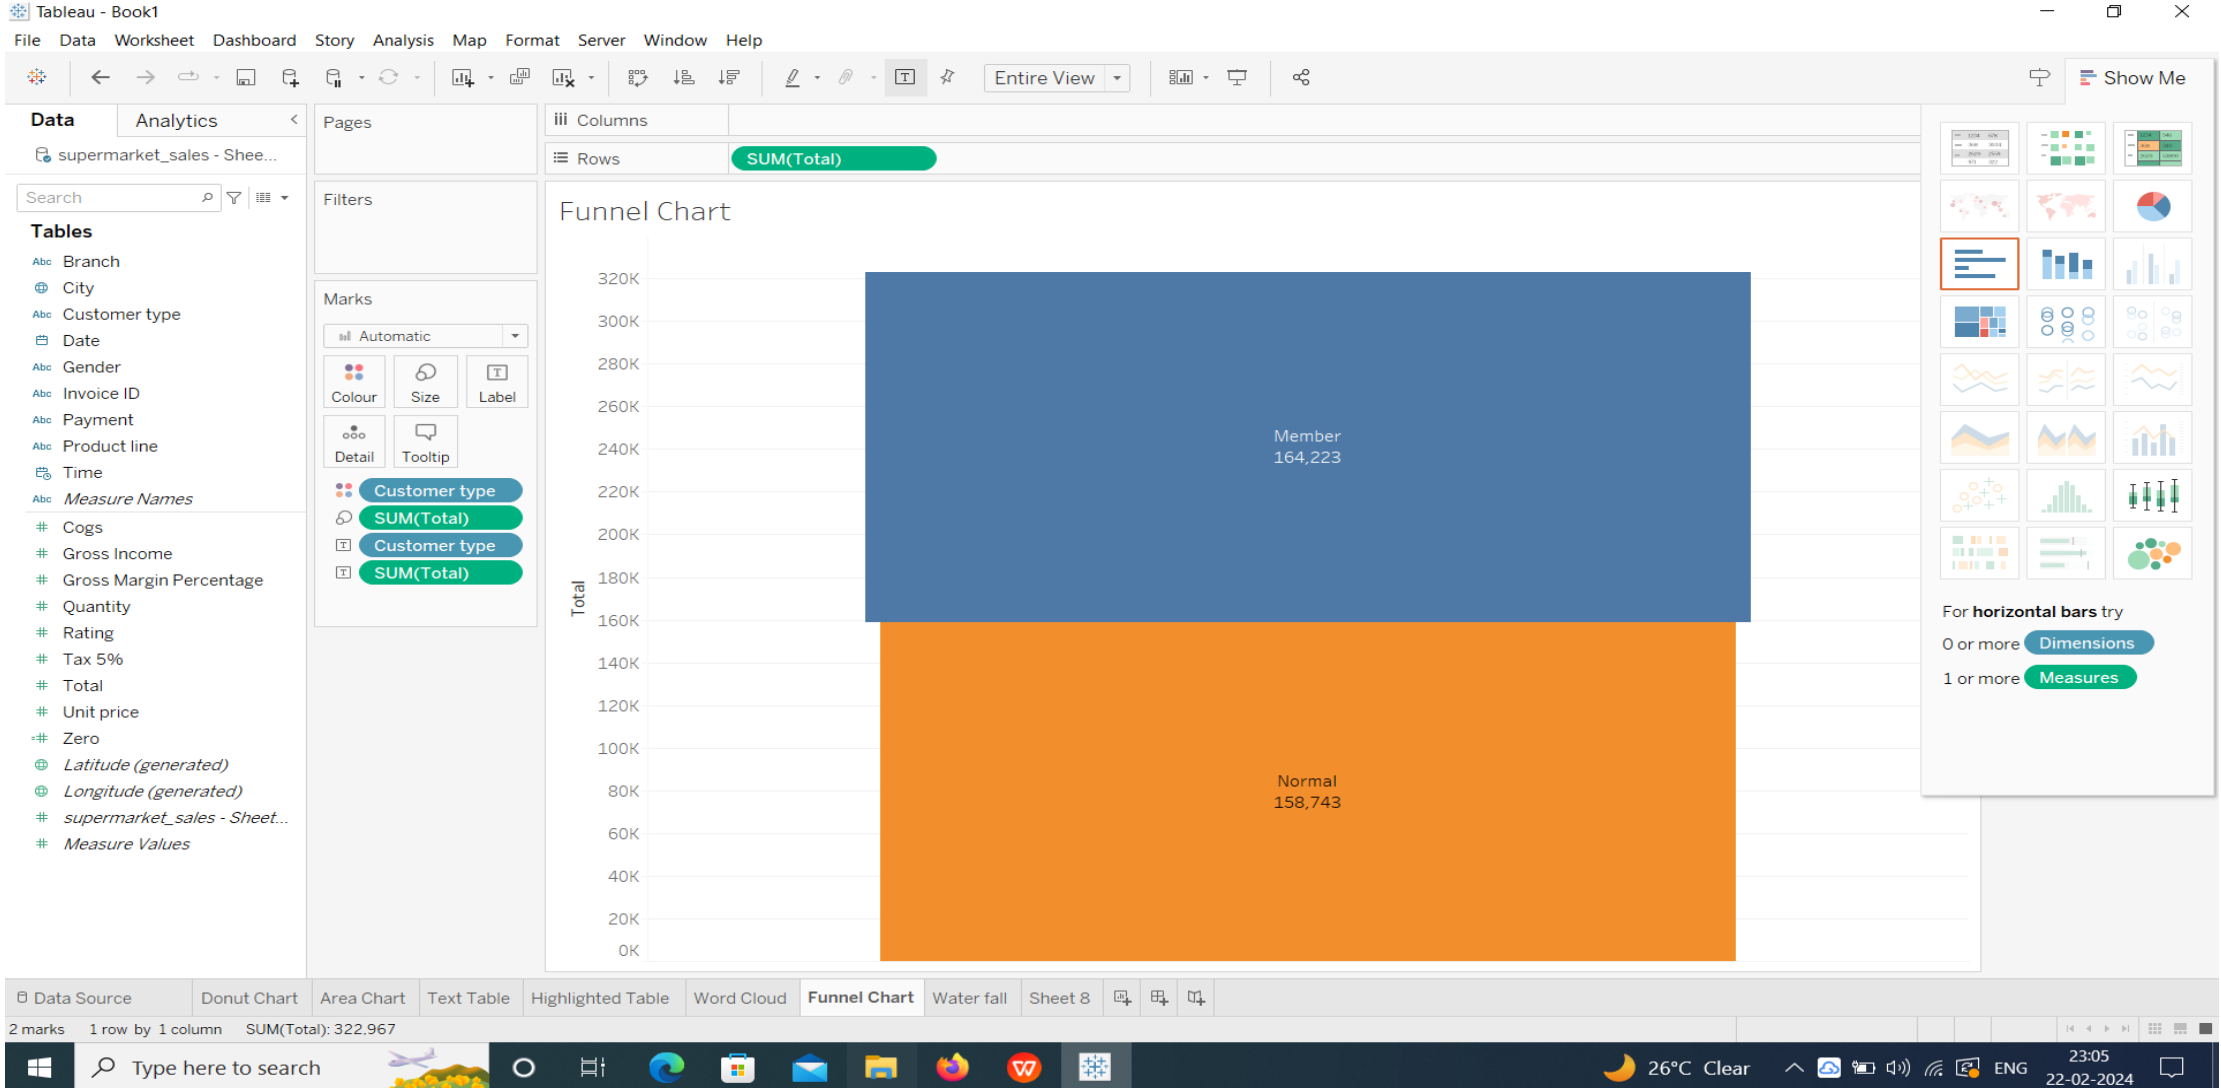 Tableau - Book1
File Data Worksheet Dashboard Story Analysis Map Format Server Window Help
Entire View
Show Me
Data
Analytics
supermarket_sales - Shee...
Search
Tables
Abc Branch
City
Abc Customer type
Date
Abc Gender
Abc Invoice ID
Abc Payment
Abc Product line
Time
Abc Measure Names
# Cogs
# Gross Income
# Gross Margin Percentage
# Quantity
# Rating
# Tax 5%
# Total
# Unit price
=# Zero
Latitude (generated)
Longitude (generated)
# supermarket_sales - Sheet...
# Measure Values
Pages
Filters
Marks
Automatic
Colour
Size
Label
Detail
Tooltip
Customer type
SUM(Total)
Customer type
SUM(Total)
iii Columns
Rows
SUM(Total)
Funnel Chart
Total
320K
300K
280K
260K
240K
220K
200K
180K
160K
140K
120K
100K
80K
60K
40K
20K
0K
Member
164,223
Normal
158,743
For horizontal bars try
0 or more Dimensions
1 or more Measures
Data Source
Donut Chart
Area Chart
Text Table
Highlighted Table
Word Cloud
Funnel Chart
Water fall
Sheet 8
2 marks 1 row by 1 column SUM(Total): 322,967
Type here to search
26°C Clear
ENG
23:05
22-02-2024